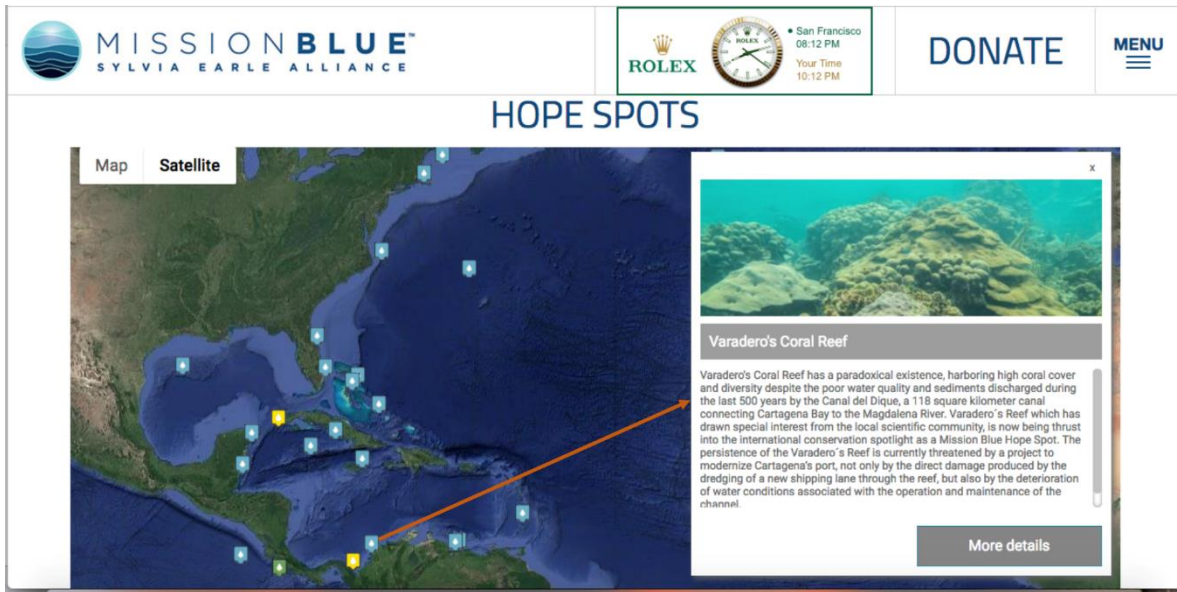 MISSION BLUE™
SYLVIA EARLE ALLIANCE
ROLEX
ROLEX
San Francisco
08:12 PM
Your Time
10:12 PM
DONATE
MENU
HOPE SPOTS
Map Satellite
x
Varadero's Coral Reef
Varadero's Coral Reef has a paradoxical existence, harboring high coral cover
and diversity despite the poor water quality and sediments discharged during
the last 500 years by the Canal del Dique, a 118 square kilometer canal
connecting Cartagena Bay to the Magdalena River. Varadero´s Reef which has
drawn special interest from the local scientific community, is now being thrust
into the international conservation spotlight as a Mission Blue Hope Spot. The
persistence of the Varadero´s Reef is currently threatened by a project to
modernize Cartagena's port, not only by the direct damage produced by the
dredging of a new shipping lane through the reef, but also by the deterioration
of water conditions associated with the operation and maintenance of the
channel.
More details